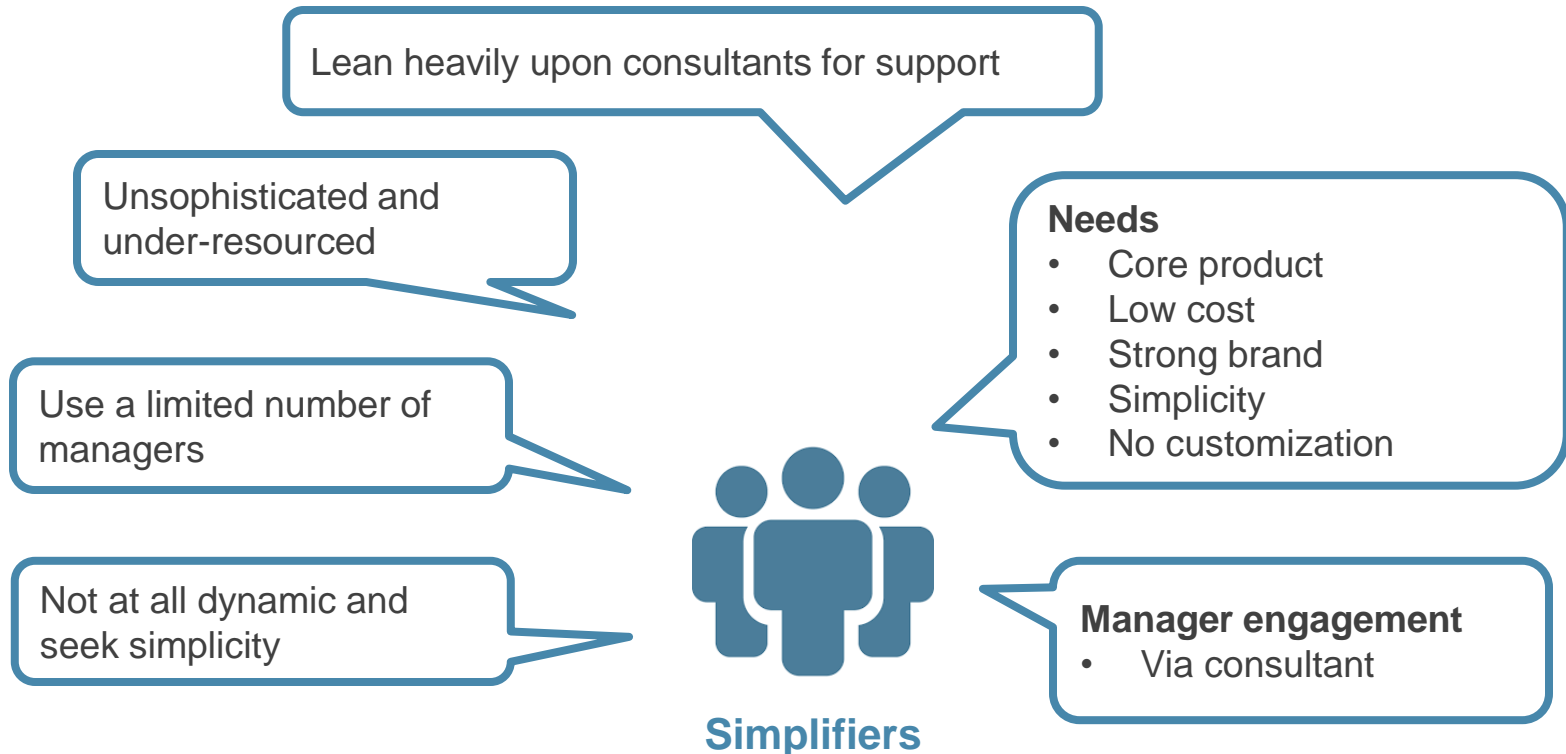 Lean heavily upon consultants for support
Unsophisticated and
under-resourced
Use a limited number of
managers
Not at all dynamic and
seek simplicity
Needs
• Core product
• Low cost
• Strong brand
• Simplicity
• No customization
Manager engagement
• Via consultant
Simplifiers